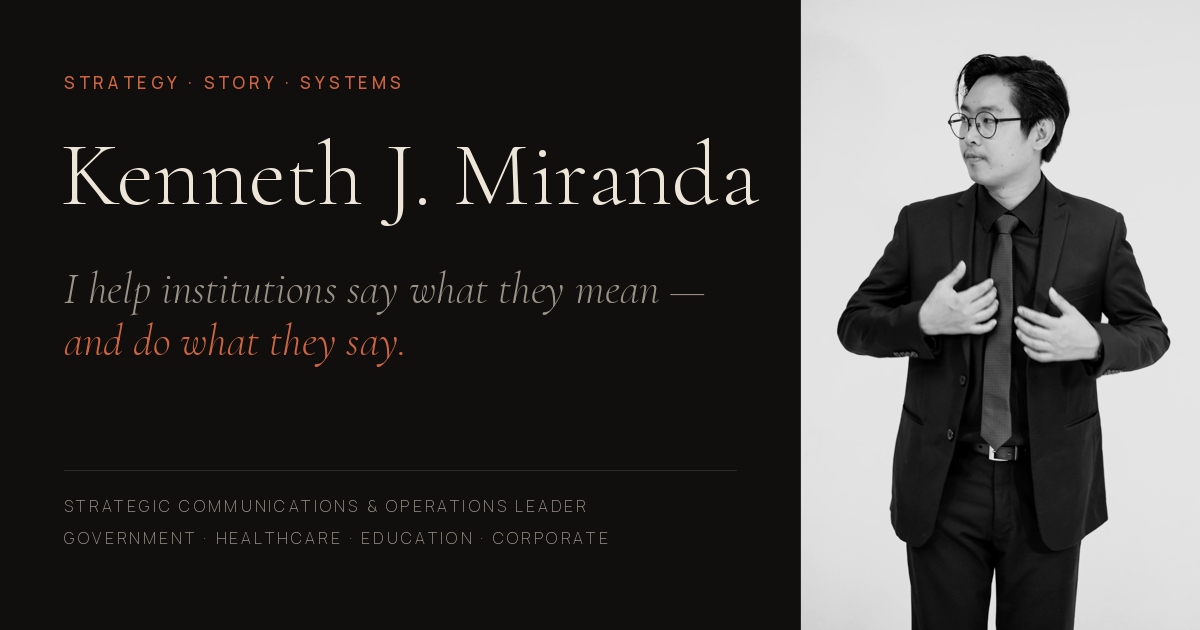 STRATEGY · STORY · SYSTEMS
Kenneth J. Miranda
I help institutions say what they mean —
and do what they say.
STRATEGIC COMMUNICATIONS & OPERATIONS LEADER
GOVERNMENT · HEALTHCARE · EDUCATION · CORPORATE